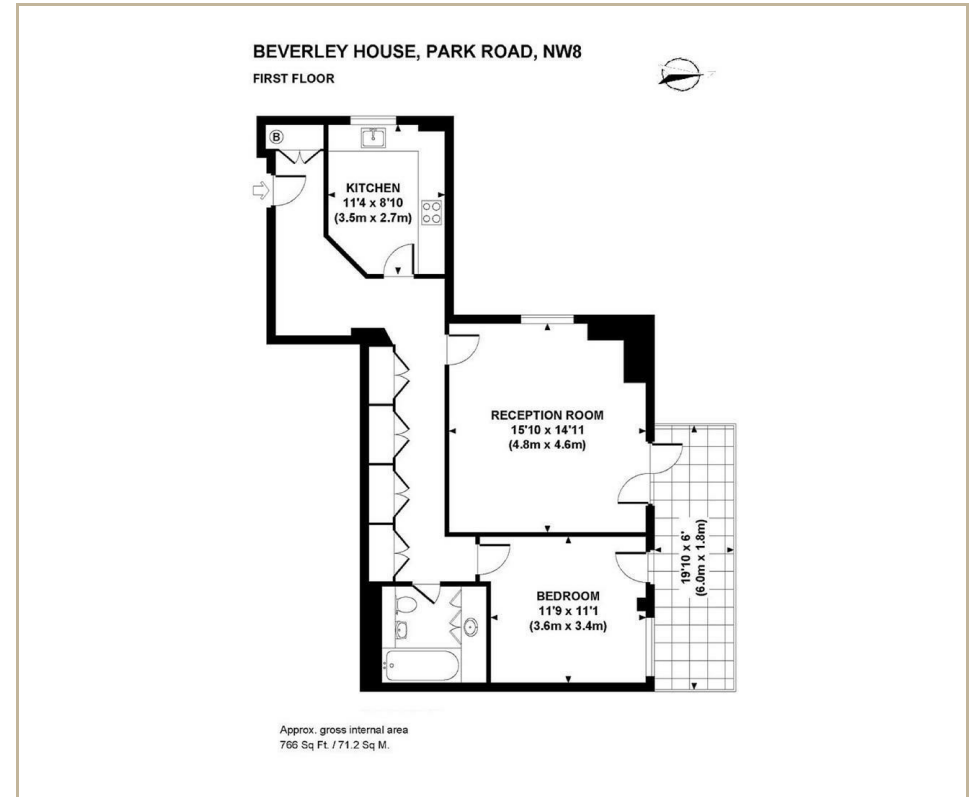 BEVERLEY HOUSE, PARK ROAD, NW8
FIRST FLOOR
B
KITCHEN
11'4 x 8'10
(3.5m x 2.7m)
RECEPTION ROOM
15'10 x 14'11
(4.8m x 4.6m)
19'10 x 6'
(6.0m x 1.8m)
BEDROOM
11'9 x 11'1
(3.6m x 3.4m)
Approx. gross internal area
766 Sq Ft. / 71.2 Sq M.